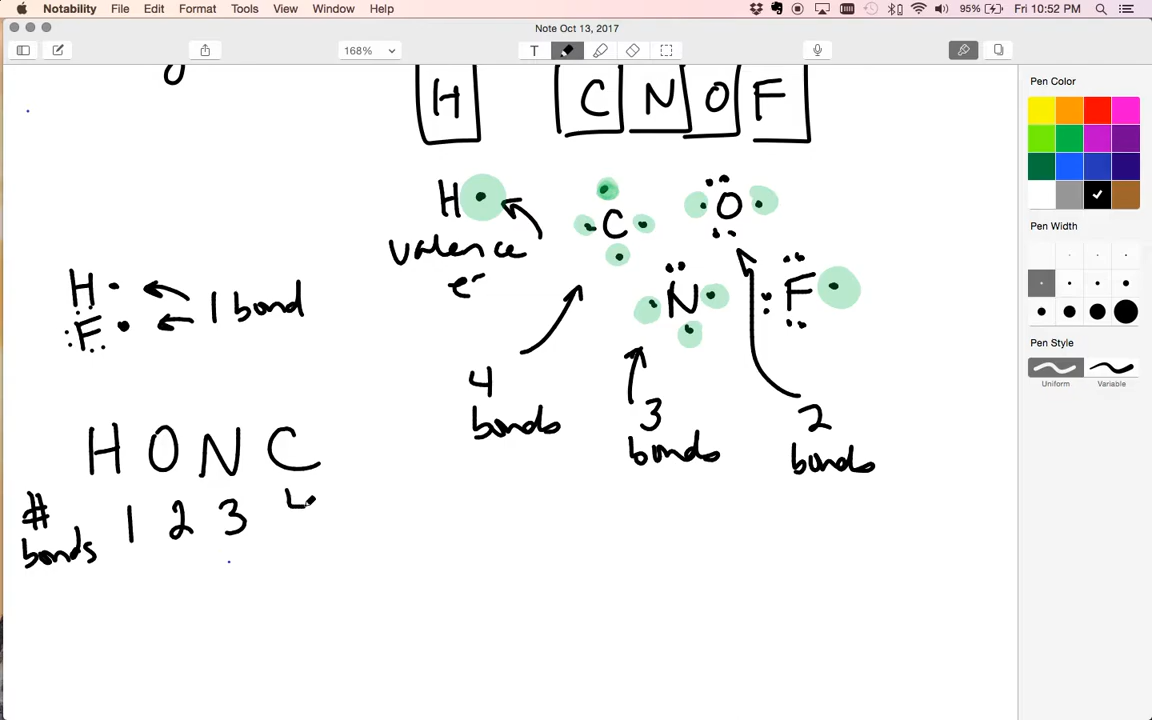 Notability File Edit Format Tools View Window Help 95% Fri 10:52 PM
Note Oct 13, 2017
168%
T
Pen Color
Pen Width
Pen Style
Uniform Variable
H C N O F
H C O
valence
e-
N F
H 1 bond
F
4
bonds
3
bonds
2
bonds
H O N C
#
bonds 1 2 3